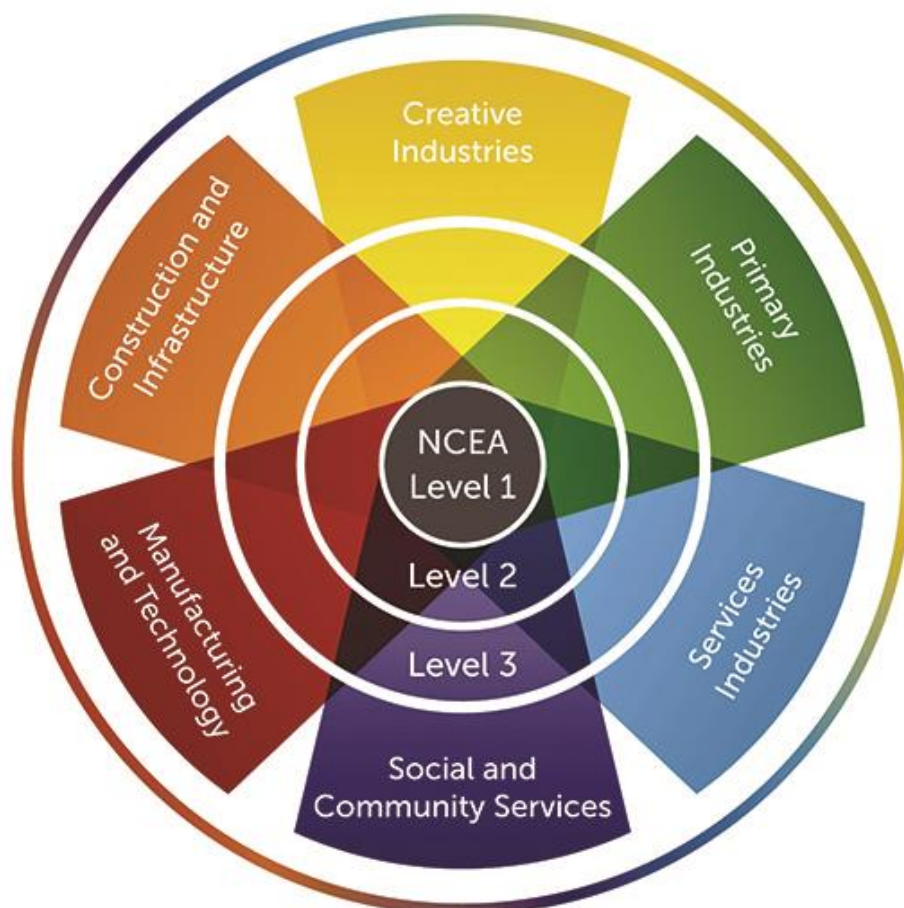 Creative
Industries
Primary
Industries
Services
Industries
Social and
Community Services
Manufacturing
and Technology
Construction and
Infrastructure
NCEA
Level 1
Level 2
Level 3